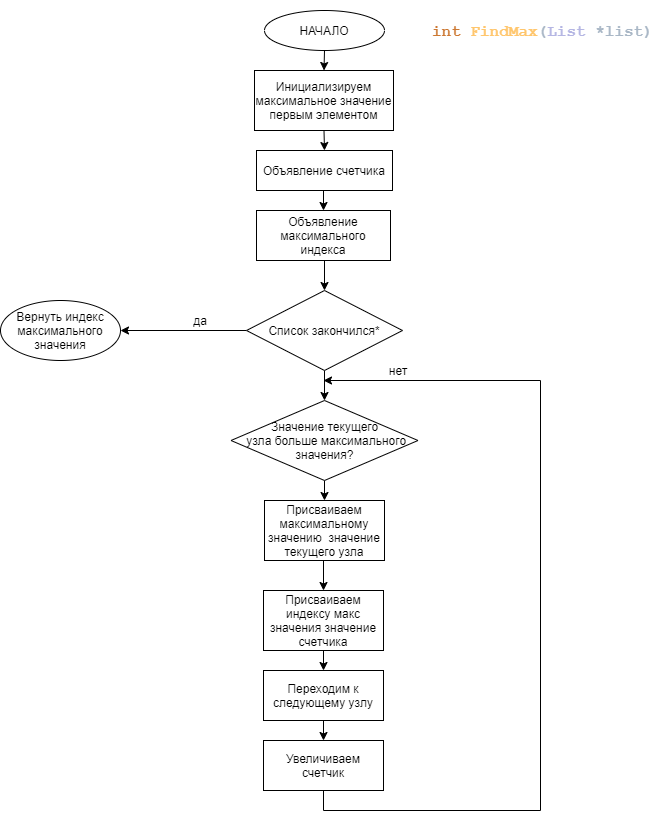 НАЧАЛО
int FindMax(List *list)
Инициализируем
максимальное значение
первым элементом
Объявление счетчика
Объявление
максимального
индекса
Список закончился*
да
Вернуть индекс
максимального
значения
нет
Значение текущего
узла больше максимального
значения?
Присваиваем
максимальному
значению значение
текущего узла
Присваиваем
индексу макс
значения значение
счетчика
Переходим к
следующему узлу
Увеличиваем
счетчик